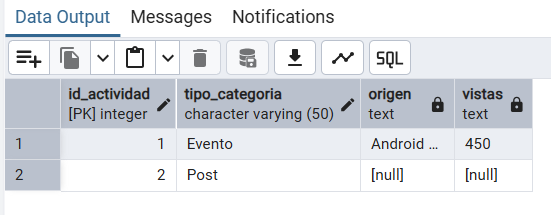 Data Output Messages Notifications
SQL
id_actividad tipo_categoria origen vistas
[PK] integer character varying (50) text text
1 1 Evento Android ... 450
2 2 Post [null] [null]